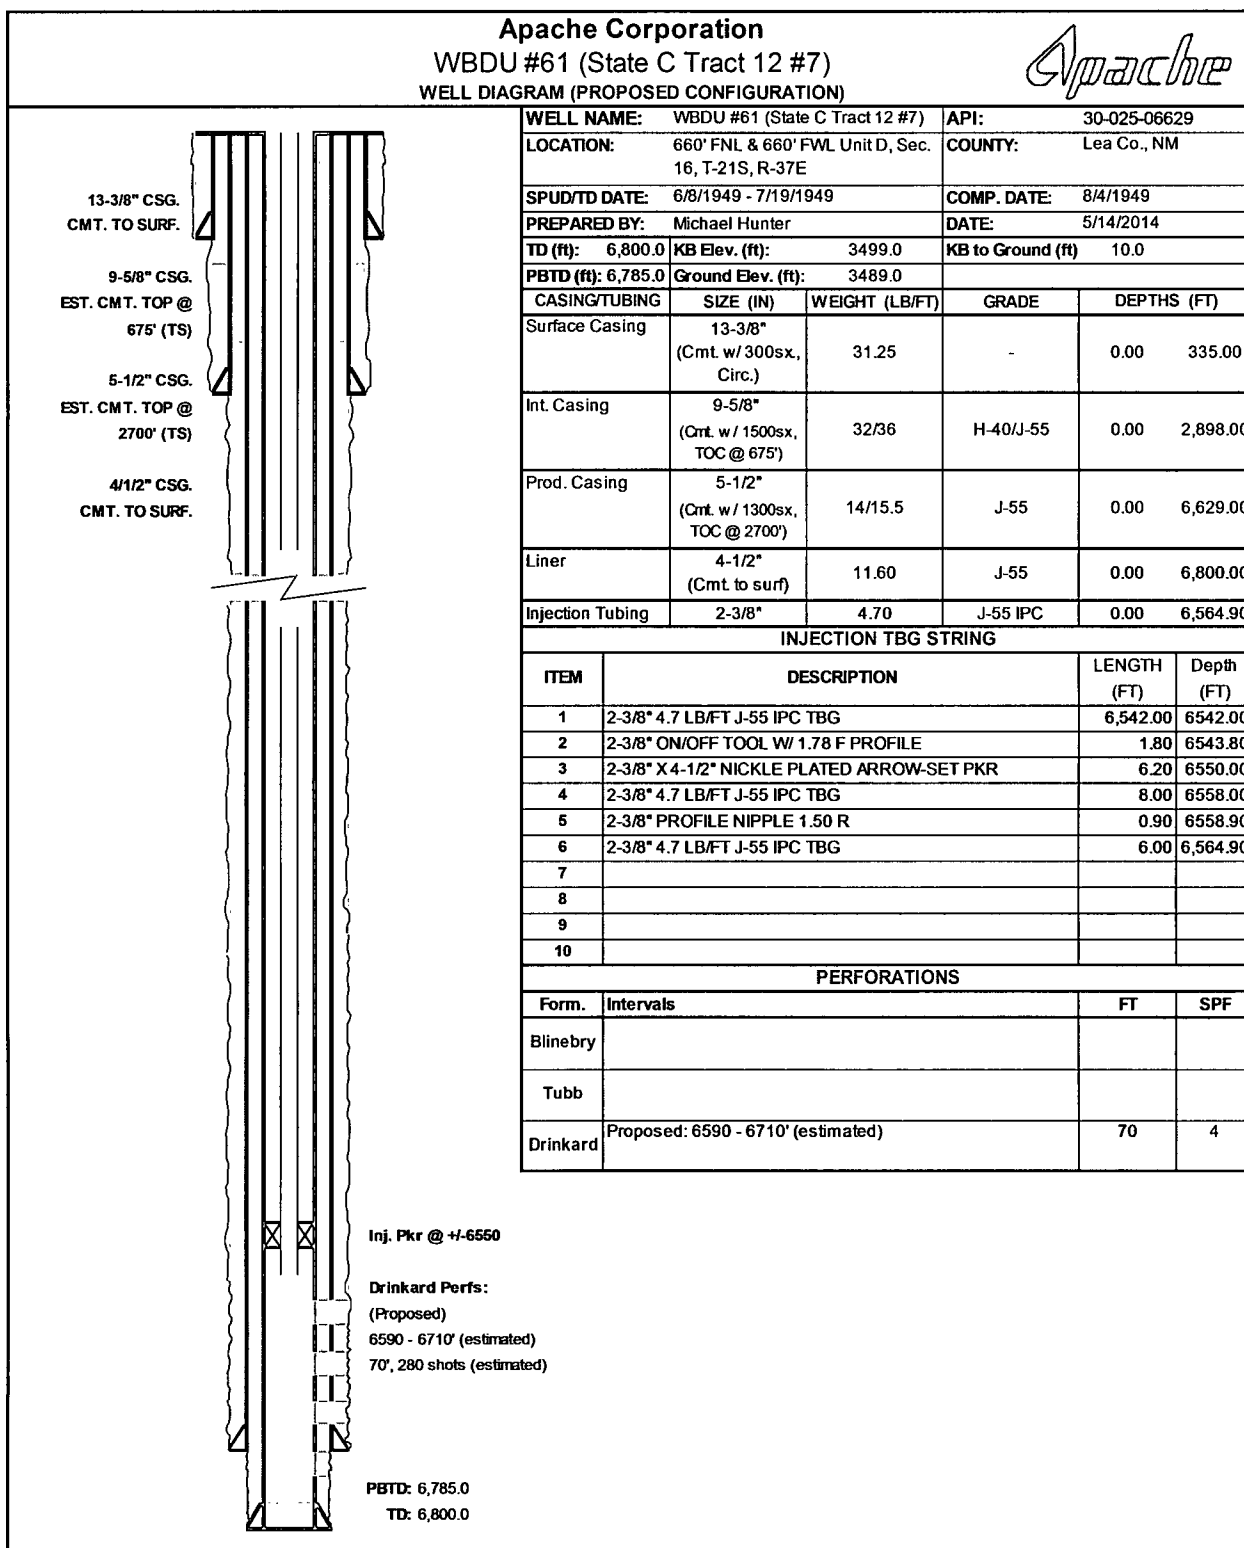 Apache Corporation
WBDU #61 (State C Tract 12 #7)
WELL DIAGRAM (PROPOSED CONFIGURATION)
Apache
WELL NAME: WBDU #61 (State C Tract 12 #7) API: 30-025-06629
LOCATION: 660' FNL & 660' FWL Unit D, Sec. 16, T-21S, R-37E COUNTY: Lea Co., NM
SPUD/TD DATE: 6/8/1949 - 7/19/1949 COMP. DATE: 8/4/1949
PREPARED BY: Michael Hunter DATE: 5/14/2014
TD (ft): 6,800.0 KB Elev. (ft): 3499.0 KB to Ground (ft) 10.0
PBTD (ft): 6,785.0 Ground Elev. (ft): 3489.0
CASING/TUBING SIZE (IN) WEIGHT (LB/FT) GRADE DEPTHS (FT)
Surface Casing 13-3/8" (Cmt. w/ 300sx., Circ.) 31.25 - 0.00 335.00
Int. Casing 9-5/8" (Cmt. w/ 1500sx, TOC @ 675') 32/36 H-40/J-55 0.00 2,898.00
Prod. Casing 5-1/2" (Cmt. w/ 1300sx, TOC @ 2700') 14/15.5 J-55 0.00 6,629.00
Liner 4-1/2" (Cmt. to surf) 11.60 J-55 0.00 6,800.00
Injection Tubing 2-3/8" 4.70 J-55 IPC 0.00 6,564.90
INJECTION TBG STRING
ITEM DESCRIPTION LENGTH (FT) Depth (FT)
1 2-3/8" 4.7 LB/FT J-55 IPC TBG 6,542.00 6542.00
2 2-3/8" ON/OFF TOOL W/ 1.78 F PROFILE 1.80 6543.80
3 2-3/8" X 4-1/2" NICKLE PLATED ARROW-SET PKR 6.20 6550.00
4 2-3/8" 4.7 LB/FT J-55 IPC TBG 8.00 6558.00
5 2-3/8" PROFILE NIPPLE 1.50 R 0.90 6558.90
6 2-3/8" 4.7 LB/FT J-55 IPC TBG 6.00 6,564.90
7
8
9
10
PERFORATIONS
Form. Intervals FT SPF
Blinebry
Tubb
Drinkard Proposed: 6590 - 6710' (estimated) 70 4
13-3/8" CSG.
CMT. TO SURF.
9-5/8" CSG.
EST. CMT. TOP @
675' (TS)
5-1/2" CSG.
EST. CMT. TOP @
2700' (TS)
4/1/2" CSG.
CMT. TO SURF.
Inj. Pkr @ +/-6550
Drinkard Perfs:
(Proposed)
6590 - 6710' (estimated)
70', 280 shots (estimated)
PBTD: 6,785.0
TD: 6,800.0